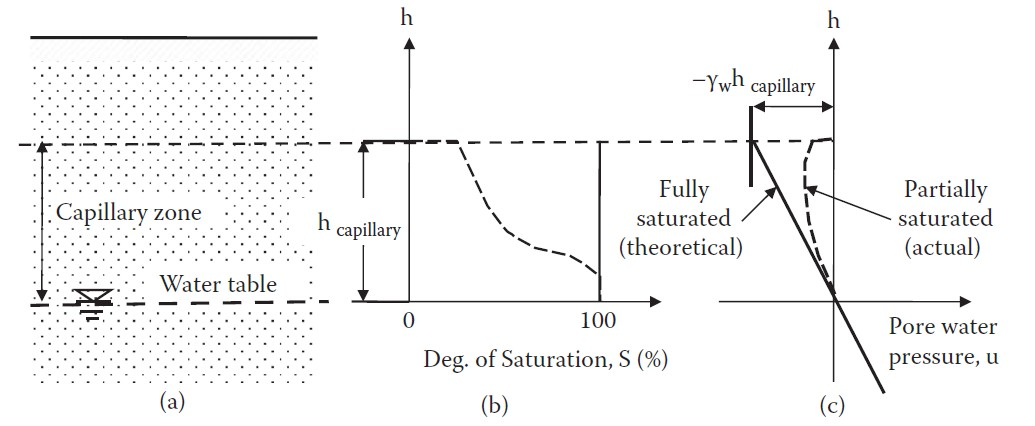 h
h
−γwh capillary
Capillary zone
h capillary
Fully
saturated
(theoretical)
Partially
saturated
(actual)
Water table
0
100
Pore water
pressure, u
Deg. of Saturation, S (%)
(a)
(b)
(c)